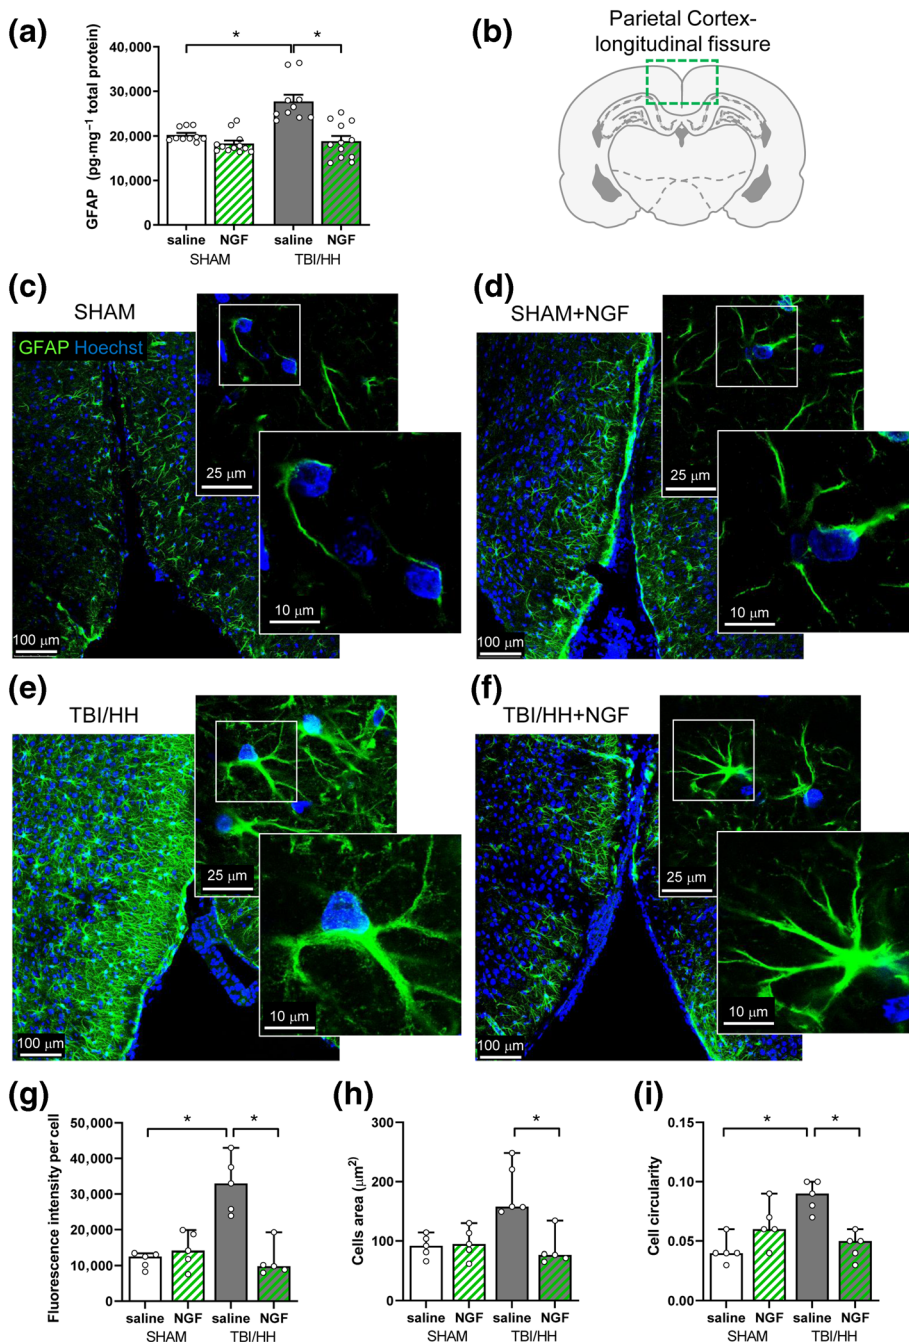 (a)
GFAP (pg·mg⁻¹ total protein)
40,000
30,000
20,000
10,000
0
*
*
saline
NGF
saline
NGF
SHAM
TBI/HH
(b)
Parietal Cortex-
longitudinal fissure
(c)
SHAM
GFAP Hoechst
25 μm
10 μm
100 μm
(d)
SHAM+NGF
25 μm
10 μm
100 μm
(e)
TBI/HH
25 μm
10 μm
100 μm
(f)
TBI/HH+NGF
25 μm
10 μm
100 μm
(g)
Fluorescence intensity per cell
50,000
40,000
30,000
20,000
10,000
0
*
*
saline
NGF
saline
NGF
SHAM
TBI/HH
(h)
Cells area (μm²)
300
200
100
0
*
saline
NGF
saline
NGF
SHAM
TBI/HH
(i)
Cell circularity
0.15
0.10
0.05
0.00
*
*
saline
NGF
saline
NGF
SHAM
TBI/HH